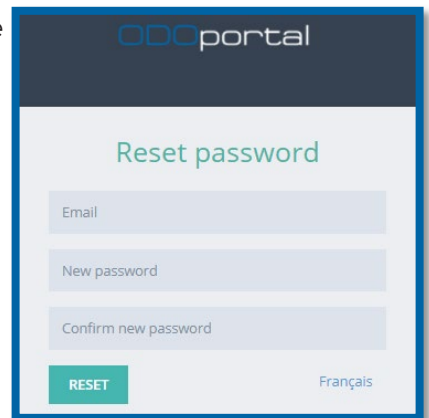 e
ODOportal
Reset password
Email
New password
Confirm new password
RESET
Français